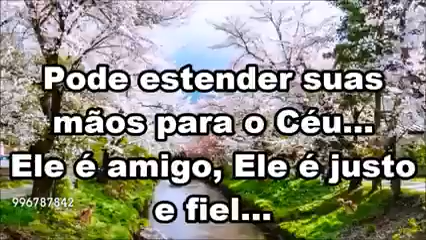 Pode estender suas
mãos para o Céu...
Ele é amigo, Ele é justo
e fiel...
996787842